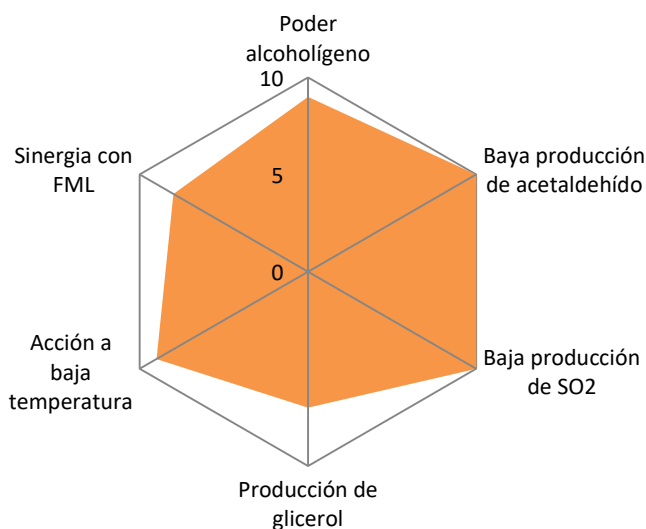 Poder
alcoholígeno
10
Sinergia con
FML
5
Baya producción
de acetaldehído
0
Acción a
baja
temperatura
Baja producción
de SO2
Producción de
glicerol